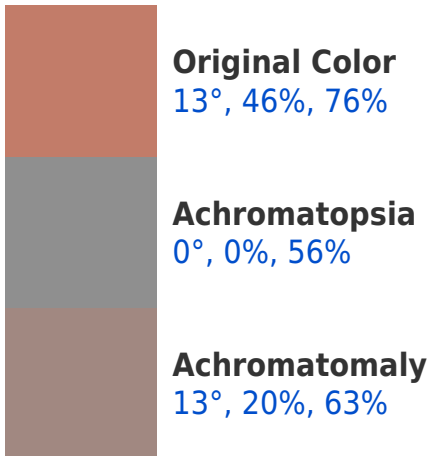 Original Color
13°, 46%, 76%
Achromatopsia
0°, 0%, 56%
Achromatomaly
13°, 20%, 63%